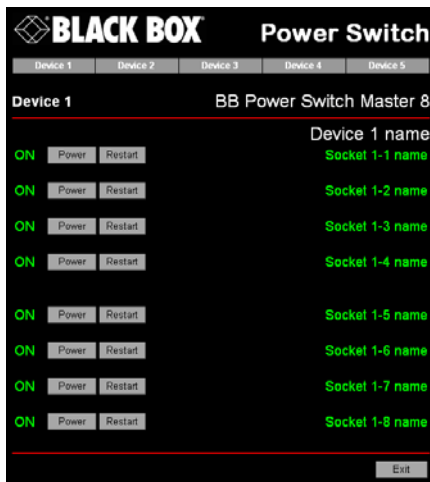 BLACK BOX Power Switch
Device 1 Device 2 Device 3 Device 4 Device 5
Device 1 BB Power Switch Master 8
Device 1 name
ON Power Restart Socket 1-1 name
ON Power Restart Socket 1-2 name
ON Power Restart Socket 1-3 name
ON Power Restart Socket 1-4 name
ON Power Restart Socket 1-5 name
ON Power Restart Socket 1-6 name
ON Power Restart Socket 1-7 name
ON Power Restart Socket 1-8 name
Exit